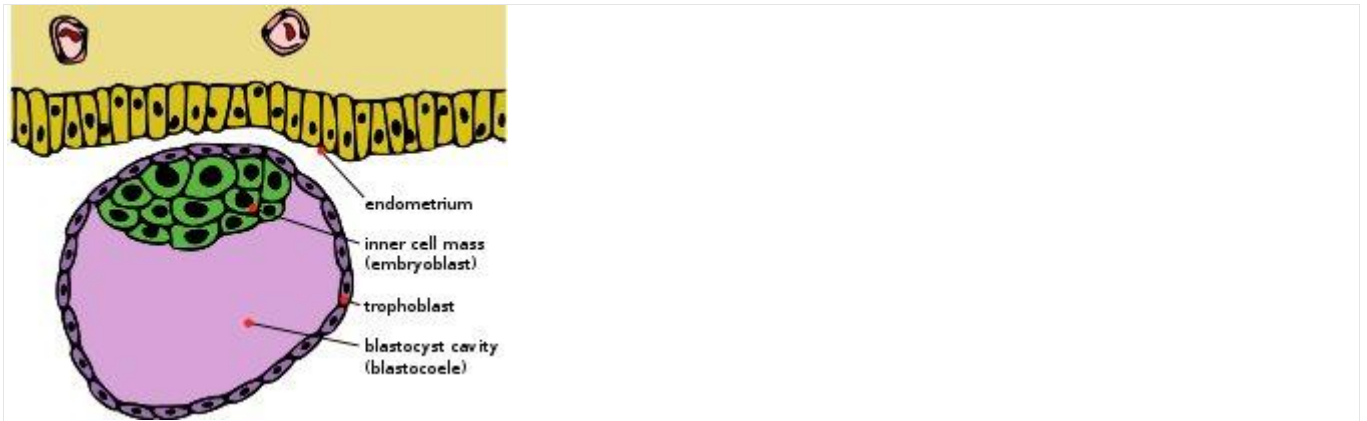 endometrium
inner cell mass
(embryoblast)
trophoblast
blastocyst cavity
(blastocoele)